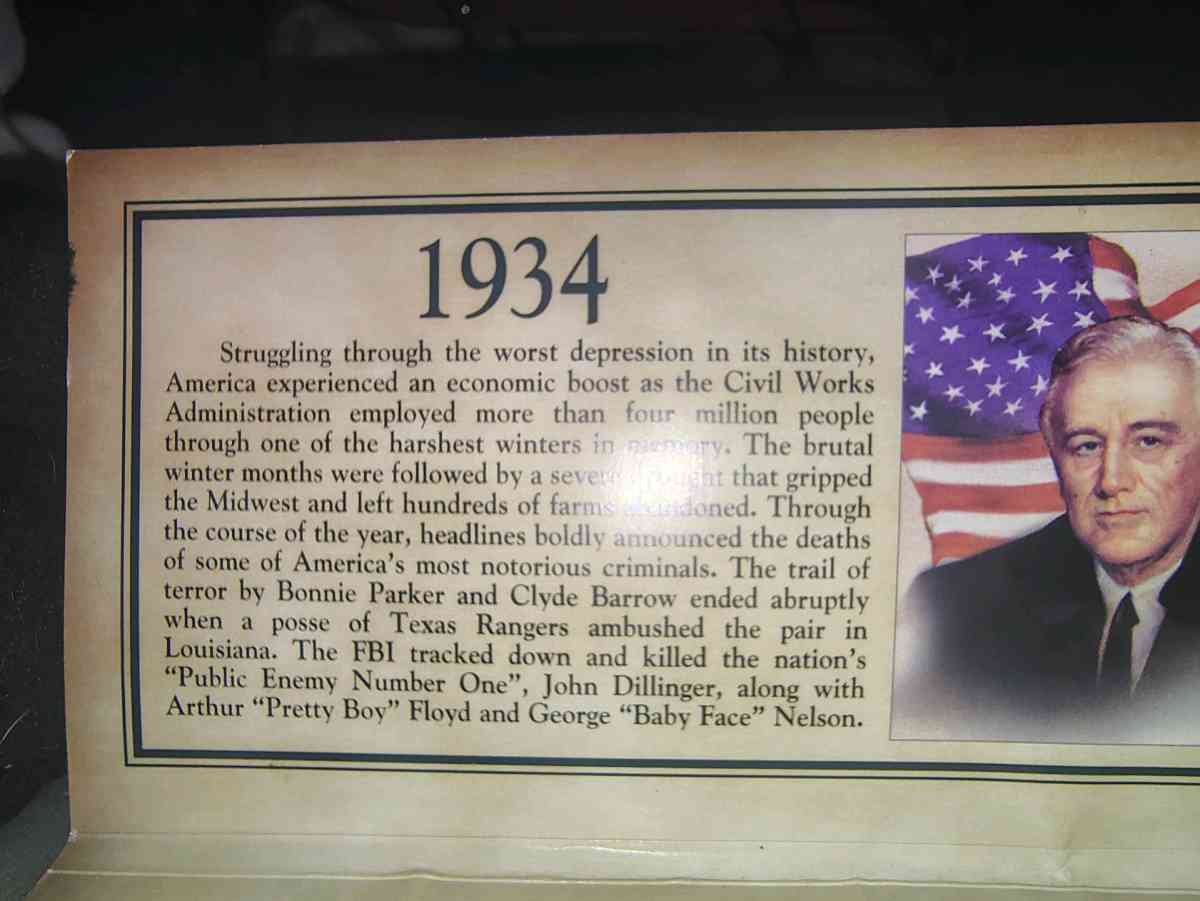 1934
Struggling through the worst depression in its history,
America experienced an economic boost as the Civil Works
Administration employed more than four million people
through one of the harshest winters in memory. The brutal
winter months were followed by a severe drought that gripped
the Midwest and left hundreds of farms abandoned. Through
the course of the year, headlines boldly announced the deaths
of some of America's most notorious criminals. The trail of
terror by Bonnie Parker and Clyde Barrow ended abruptly
when a posse of Texas Rangers ambushed the pair in
Louisiana. The FBI tracked down and killed the nation's
“Public Enemy Number One”, John Dillinger, along with
Arthur “Pretty Boy” Floyd and George “Baby Face” Nelson.